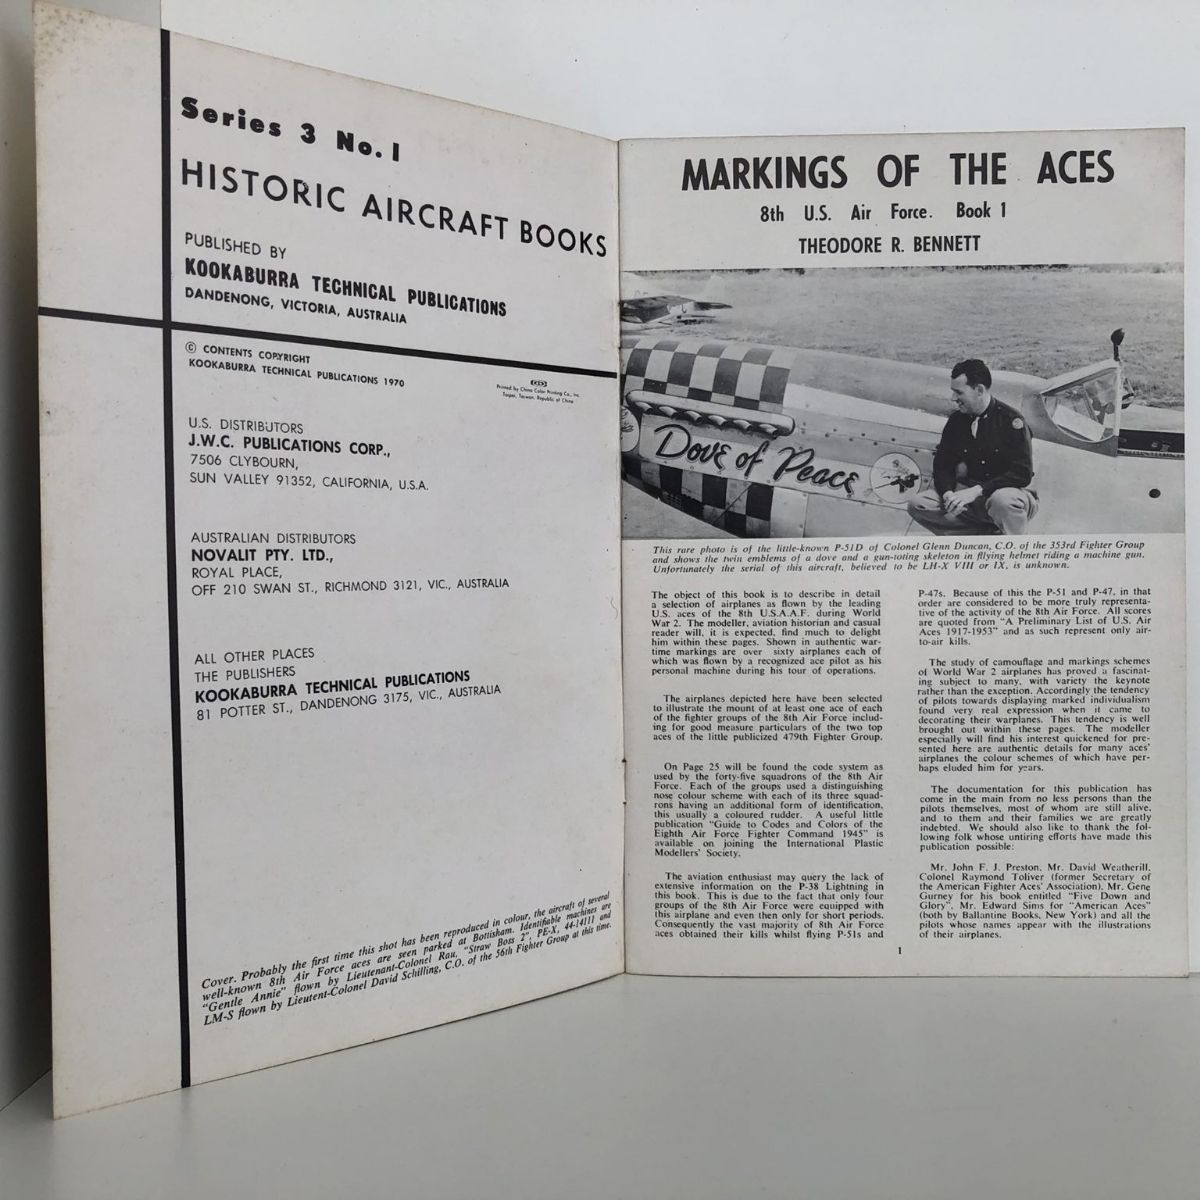 Series 3 No. 1
HISTORIC AIRCRAFT BOOKS
PUBLISHED BY
KOOKABURRA TECHNICAL PUBLICATIONS
DANDENONG, VICTORIA, AUSTRALIA
© CONTENTS COPYRIGHT
KOOKABURRA TECHNICAL PUBLICATIONS 1970
Printed by China Color Printing Co., Inc.
Taipei, Taiwan, Republic of China
U.S. DISTRIBUTORS
J.W.C. PUBLICATIONS CORP.,
7506 CLYBOURN,
SUN VALLEY 91352, CALIFORNIA, U.S.A.
AUSTRALIAN DISTRIBUTORS
NOVALIT PTY. LTD.,
ROYAL PLACE,
OFF 210 SWAN ST., RICHMOND 3121, VIC., AUSTRALIA
ALL OTHER PLACES
THE PUBLISHERS
KOOKABURRA TECHNICAL PUBLICATIONS
81 POTTER ST., DANDENONG 3175, VIC., AUSTRALIA
Cover. Probably the first time this shot has been reproduced in colour, the aircraft of several
well-known 8th Air Force aces are seen parked at Bottisham. Identifiable machines are
"Gentle Annie" flown by Lieutenant-Colonel Rau, "Straw Boss 2", PE-X, 44-14111 and
LM-S flown by Lieutent-Colonel David Schilling, C.O. of the 56th Fighter Group at this time.
MARKINGS OF THE ACES
8th U.S. Air Force. Book 1
THEODORE R. BENNETT
Dove of Peace
This rare photo is of the little-known P-51D of Colonel Glenn Duncan, C.O. of the 353rd Fighter Group
and shows the twin emblems of a dove and a gun-toting skeleton in flying helmet riding a machine gun.
Unfortunately the serial of this aircraft, believed to be LH-X VIII or IX, is unknown.
The object of this book is to describe in detail
a selection of airplanes as flown by the leading
U.S. aces of the 8th U.S.A.A.F. during World
War 2. The modeller, aviation historian and casual
reader will, it is expected, find much to delight
him within these pages. Shown in authentic war-
time markings are over sixty airplanes each of
which was flown by a recognized ace pilot as his
personal machine during his tour of operations.
The airplanes depicted here have been selected
to illustrate the mount of at least one ace of each
of the fighter groups of the 8th Air Force includ-
ing for good measure particulars of the two top
aces of the little publicized 479th Fighter Group.
On Page 25 will be found the code system as
used by the forty-five squadrons of the 8th Air
Force. Each of the groups used a distinguishing
nose colour scheme with each of its three squad-
rons having an additional form of identification,
this usually a coloured rudder. A useful little
publication "Guide to Codes and Colors of the
Eighth Air Force Fighter Command 1945" is
available on joining the International Plastic
Modellers' Society.
The aviation enthusiast may query the lack of
extensive information on the P-38 Lightning in
this book. This is due to the fact that only four
groups of the 8th Air Force were equipped with
this airplane and even then only for short periods.
Consequently the vast majority of 8th Air Force
aces obtained their kills whilst flying P-51s and
P-47s. Because of this the P-51 and P-47, in that
order are considered to be more truly representa-
tive of the activity of the 8th Air Force. All scores
are quoted from "A Preliminary List of U.S. Air
Aces 1917-1953" and as such represent only air-
to-air kills.
The study of camouflage and markings schemes
of World War 2 airplanes has proved a fascinat-
ing subject to many, with variety the keynote
rather than the exception. Accordingly the tendency
of pilots towards displaying marked individualism
found very real expression when it came to
decorating their warplanes. This tendency is well
brought out within these pages. The modeller
especially will find his interest quickened for pre-
sented here are authentic details for many aces'
airplanes the colour schemes of which have per-
haps eluded him for years.
The documentation for this publication has
come in the main from no less persons than the
pilots themselves, most of whom are still alive,
and to them and their families we are greatly
indebted. We should also like to thank the fol-
lowing folk whose untiring efforts have made this
publication possible:
Mr. John F. J. Preston, Mr. David Weatherill,
Colonel Raymond Toliver (former Secretary of
the American Fighter Aces' Association), Mr. Gene
Gurney for his book entitled "Five Down and
Glory", Mr. Edward Sims for "American Aces"
(both by Ballantine Books, New York) and all the
pilots whose names appear with the illustrations
of their airplanes.
1